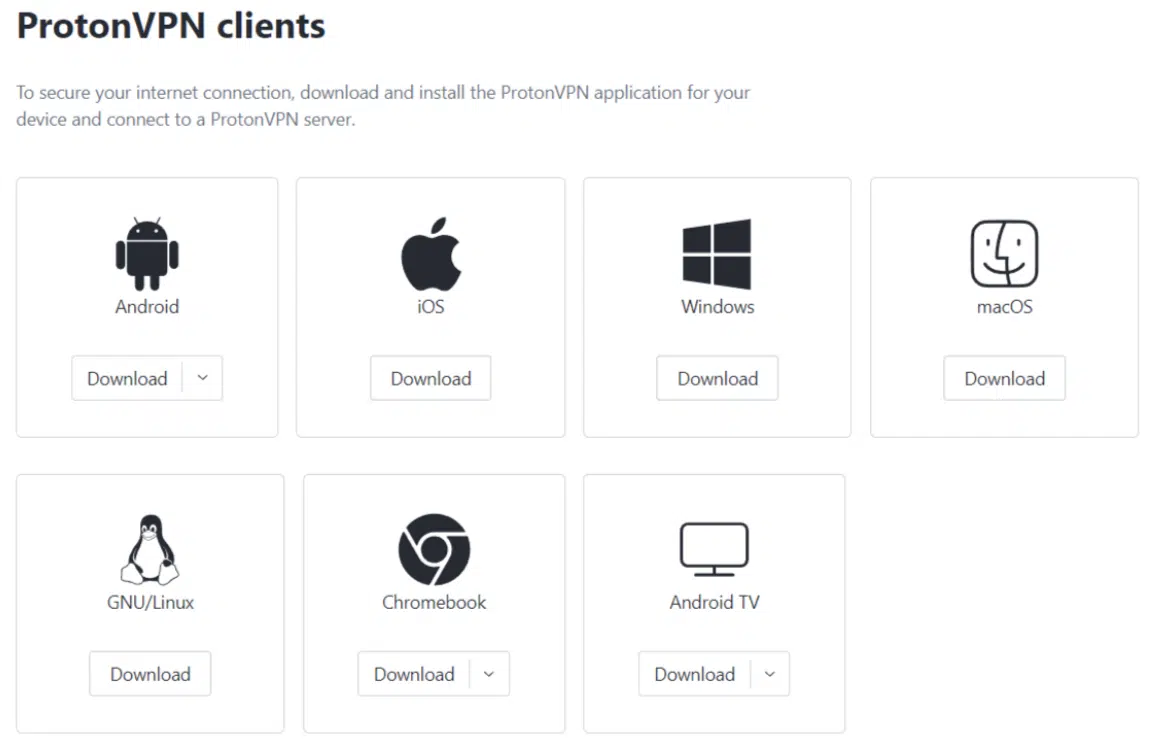 ProtonVPN clients
To secure your internet connection, download and install the ProtonVPN application for your
device and connect to a ProtonVPN server.
Android
iOS
Windows
macOS
Download
Download
Download
Download
GNU/Linux
Chromebook
Android TV
Download
Download
Download